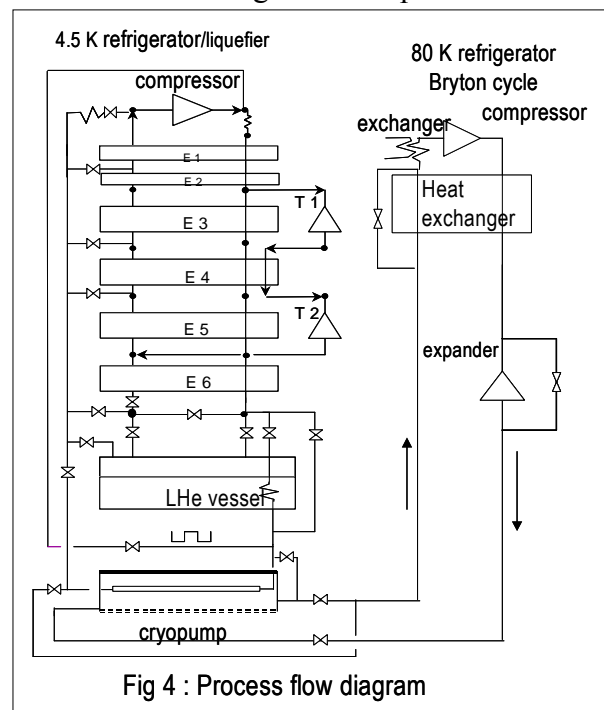 4.5 K refrigerator/liquefier
80 K refrigerator
Bryton cycle
compressor
compressor
exchanger
E 1
E 2
T 1
Heat
exchanger
E 3
E 4
T 2
E 5
expander
E 6
LHe vessel
cryopump
Fig 4 : Process flow diagram